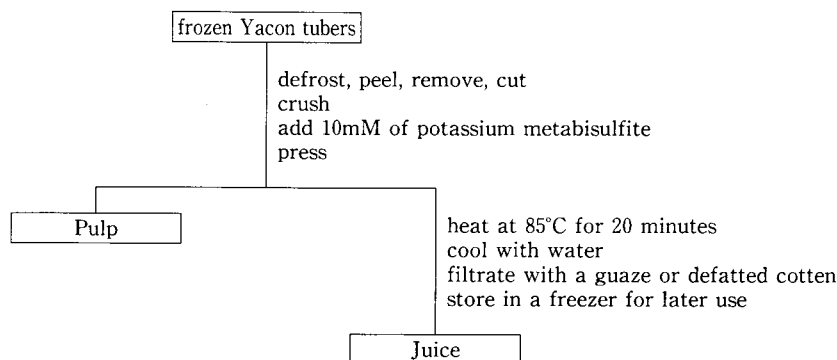 frozen Yacon tubers
defrost, peel, remove, cut
crush
add 10mM of potassium metabisulfite
press
Pulp
heat at 85°C for 20 minutes
cool with water
filtrate with a guaze or defatted cotten
store in a freezer for later use
Juice